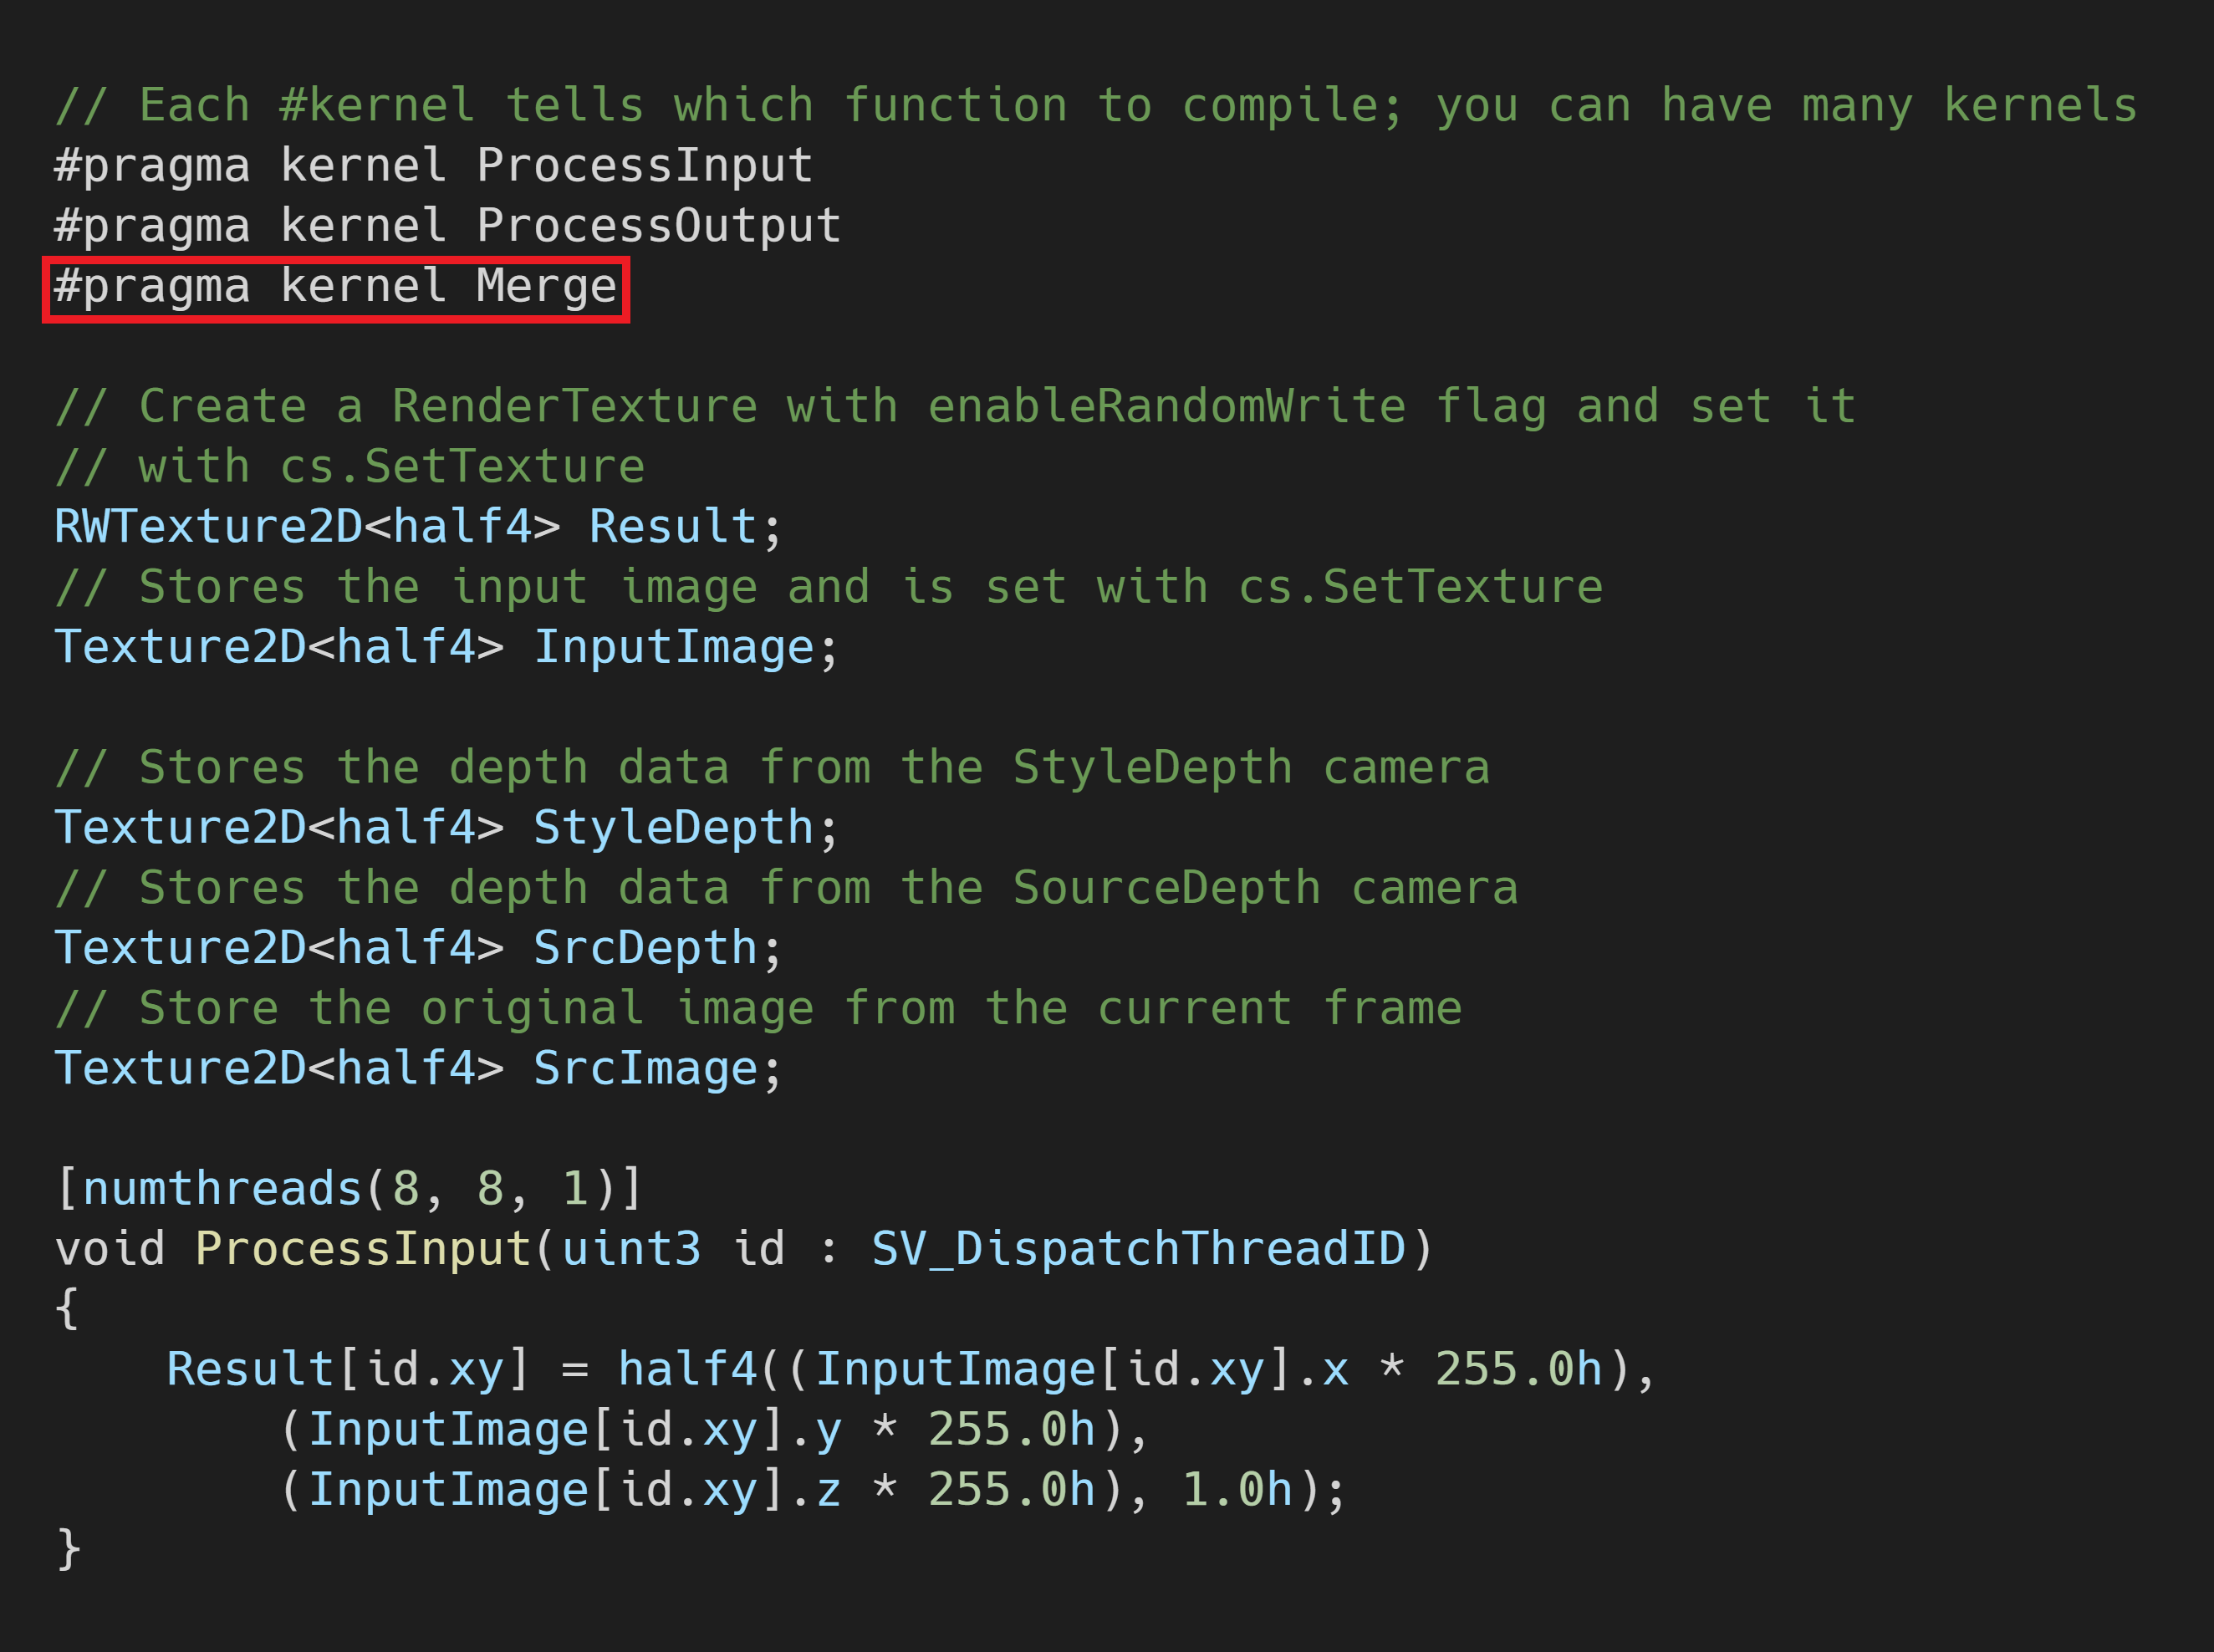 // Each #kernel tells which function to compile; you can have many kernels
#pragma kernel ProcessInput
#pragma kernel ProcessOutput
#pragma kernel Merge
// Create a RenderTexture with enableRandomWrite flag and set it
// with cs.SetTexture
RWTexture2D<half4> Result;
// Stores the input image and is set with cs.SetTexture
Texture2D<half4> InputImage;
// Stores the depth data from the StyleDepth camera
Texture2D<half4> StyleDepth;
// Stores the depth data from the SourceDepth camera
Texture2D<half4> SrcDepth;
// Store the original image from the current frame
Texture2D<half4> SrcImage;
[numthreads(8, 8, 1)]
void ProcessInput(uint3 id : SV_DispatchThreadID)
{
    Result[id.xy] = half4((InputImage[id.xy].x * 255.0h),
        (InputImage[id.xy].y * 255.0h),
        (InputImage[id.xy].z * 255.0h), 1.0h);
}